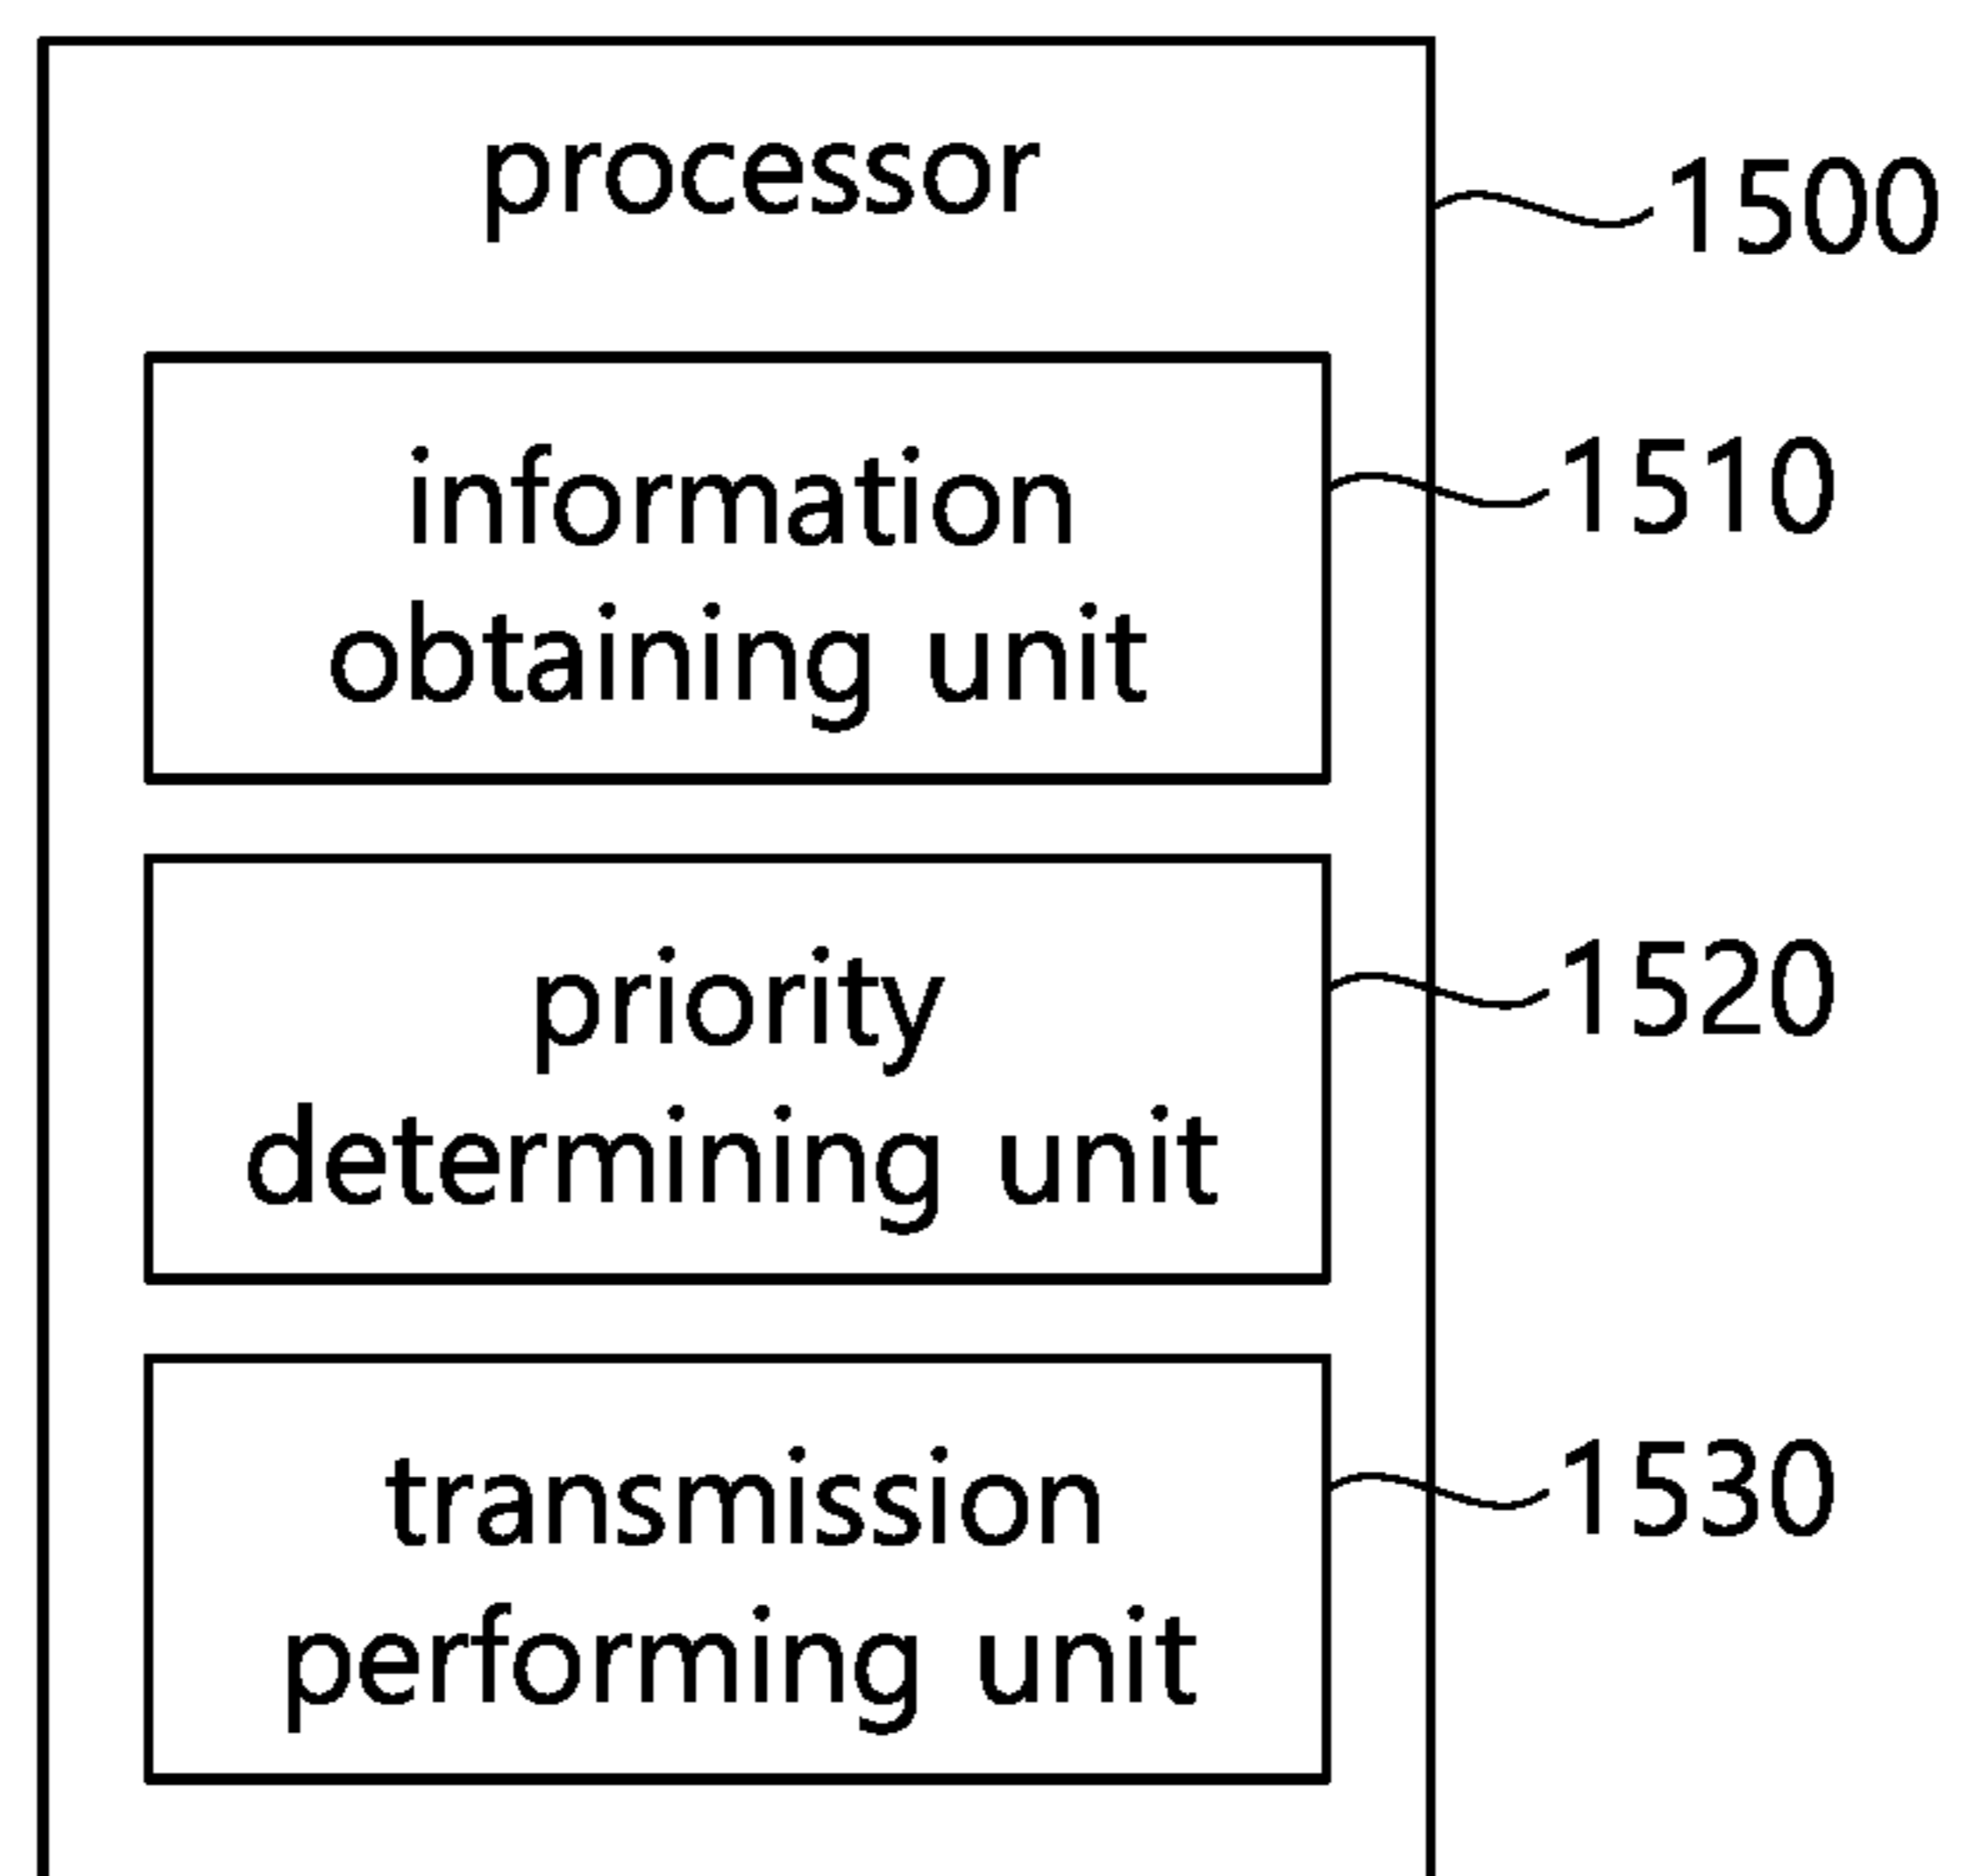 processor
1500
information
obtaining unit
1510
priority
determining unit
1520
transmission
performing unit
1530